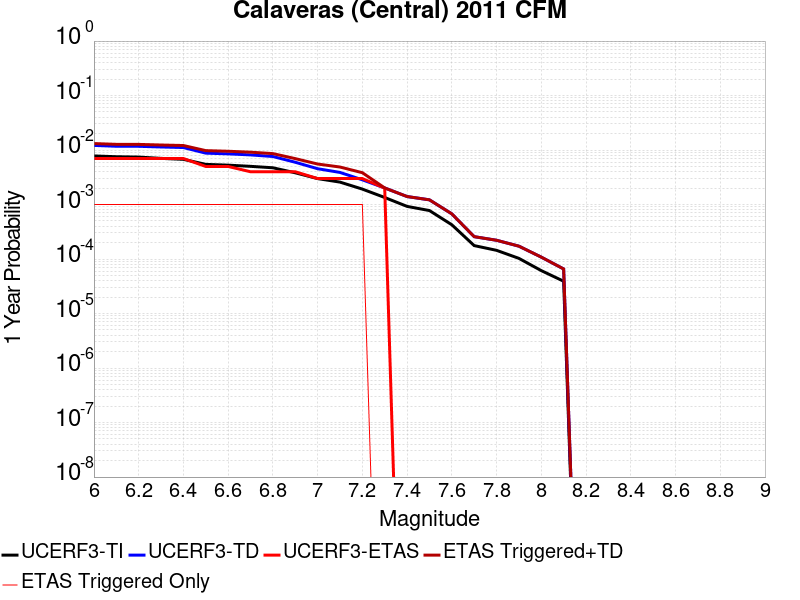 Calaveras (Central) 2011 CFM
1 Year Probability
10^0
10^-1
10^-2
10^-3
10^-4
10^-5
10^-6
10^-7
10^-8
6 6.2 6.4 6.6 6.8 7 7.2 7.4 7.6 7.8 8 8.2 8.4 8.6 8.8 9
Magnitude
UCERF3-TI UCERF3-TD UCERF3-ETAS ETAS Triggered+TD
ETAS Triggered Only